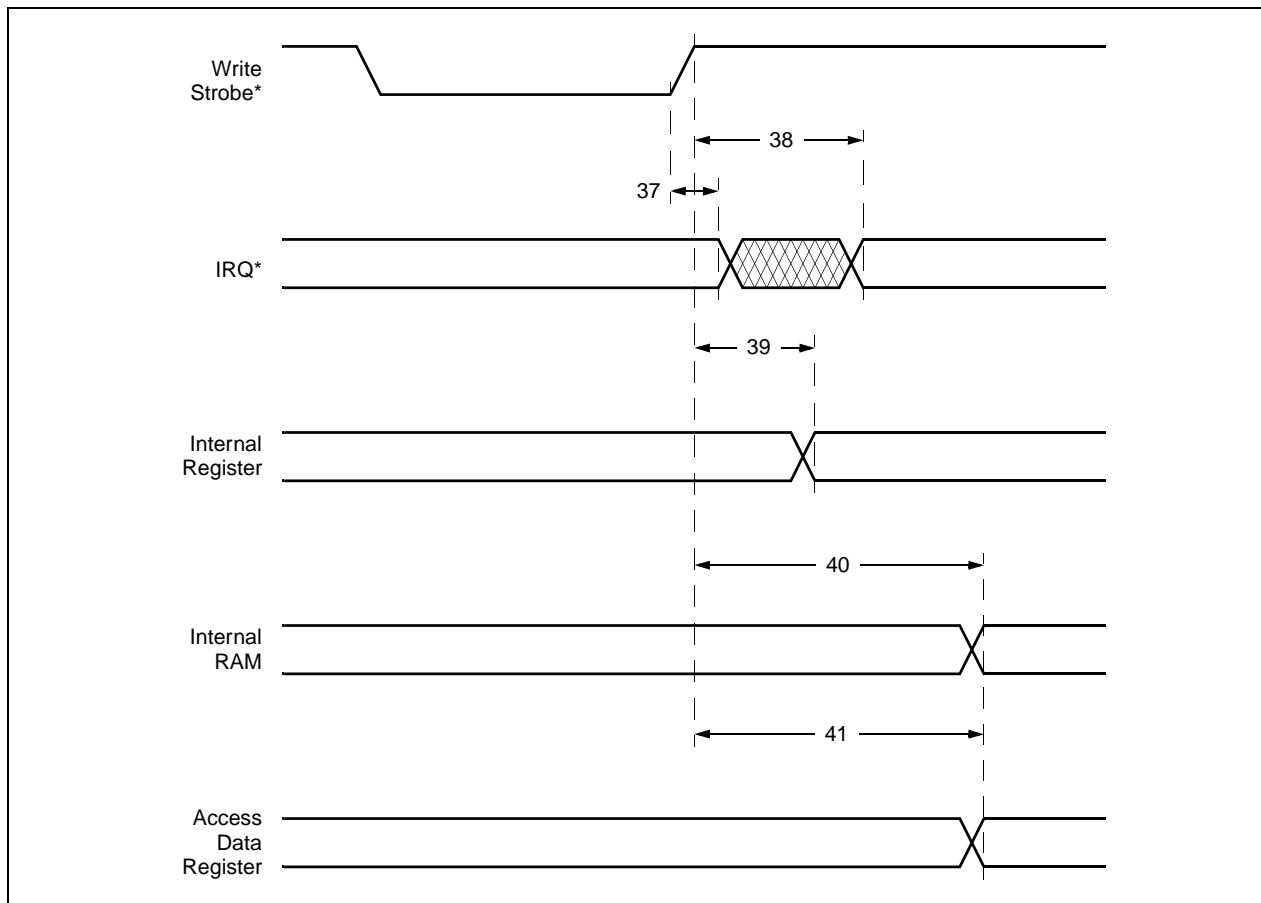 Write
Strobe*
38
37
IRQ*
39
Internal
Register
40
Internal
RAM
41
Access
Data
Register